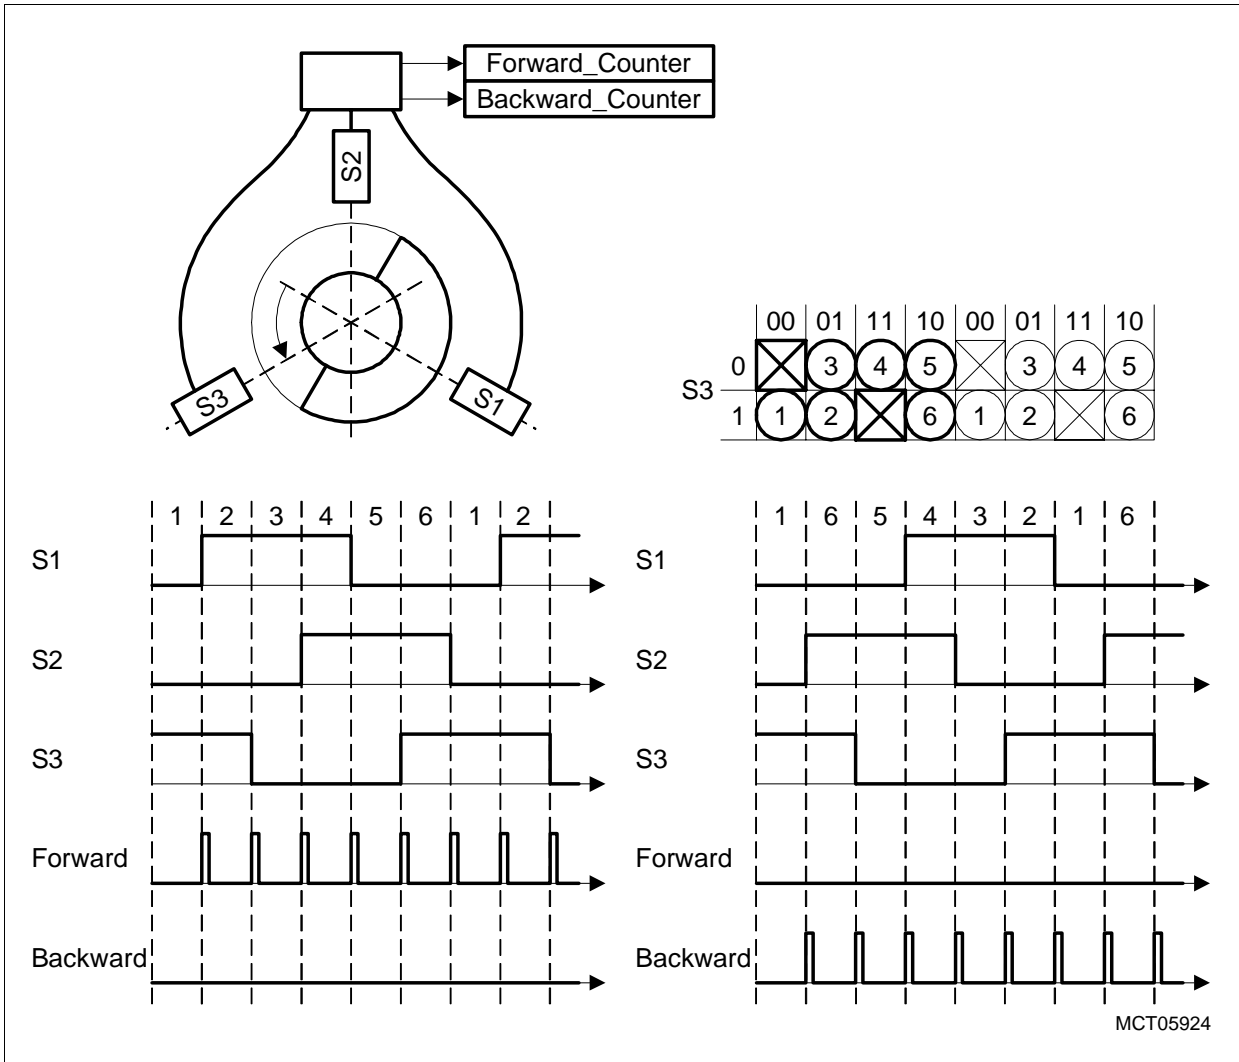 Forward_Counter
Backward_Counter
S2
S3
S1
00 01 11 10 00 01 11 10
0 3 4 5 3 4 5
S3
1 1 2 6 1 2 6
1 2 3 4 5 6 1 2
S1
S2
S3
Forward
Backward
1 6 5 4 3 2 1 6
S1
S2
S3
Forward
Backward
MCT05924